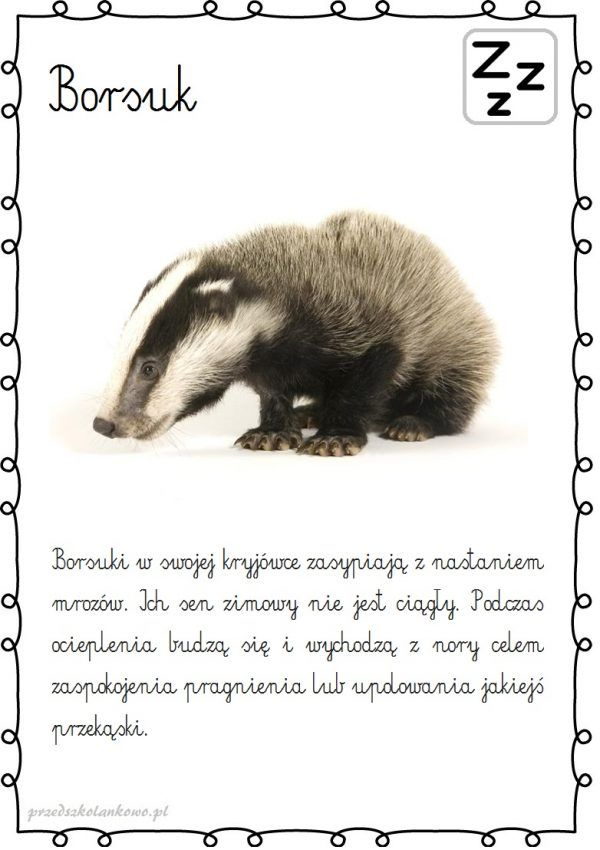 Borsuk
Z z
z
Borsuki w swojej kryjówce zasypiają z nastaniem
mrozów. Ich sen zimowy nie jest ciągły. Podczas
ocieplenia budzą się i wychodzą z nory celem
zaspokojenia pragnienia lub upolowania jakiejś
przekąski.
przedszkolankowo.pl